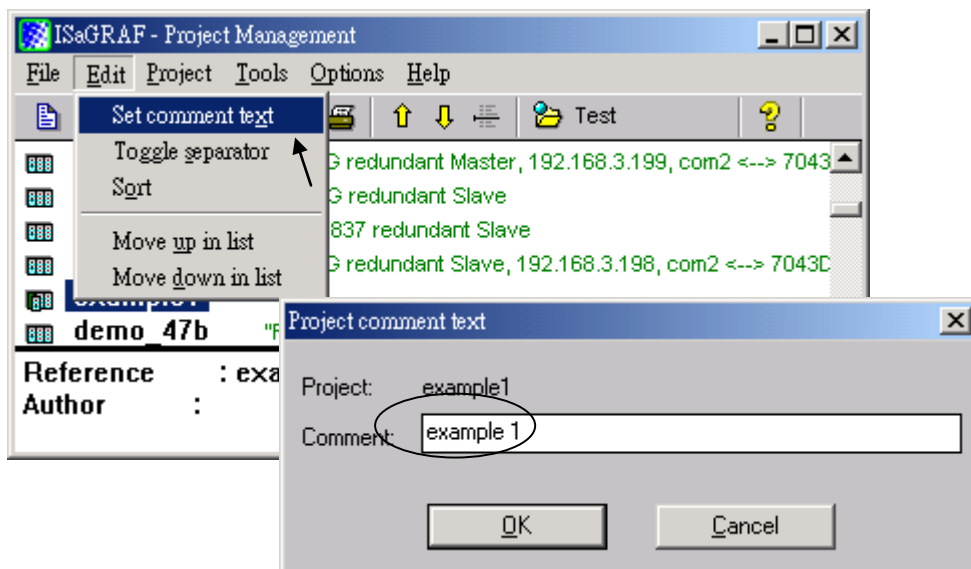 ISaGRAF - Project Management
File Edit Project Tools Options Help
Set comment text
Test
Toggle separator
Sort
Move up in list
Move down in list
redundant Master, 192.168.3.199, com2 <--> 7043
redundant Slave
837 redundant Slave
redundant Slave, 192.168.3.198, com2 <--> 7043D
example1
demo_47b
Reference : exa
Author :
Project comment text
Project: example1
Comment: example 1
OK Cancel